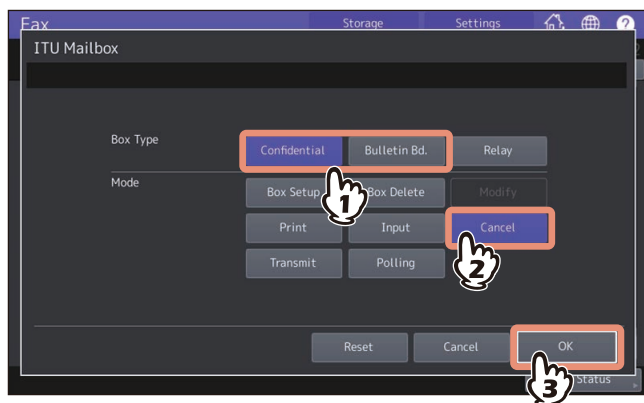 Fax Storage Settings
ITU Mailbox
Box Type Confidential Bulletin Bd. Relay
Mode Box Setup Box Delete Modify
1
Print Input Cancel
2
Transmit Polling
Reset Cancel OK
3 Status